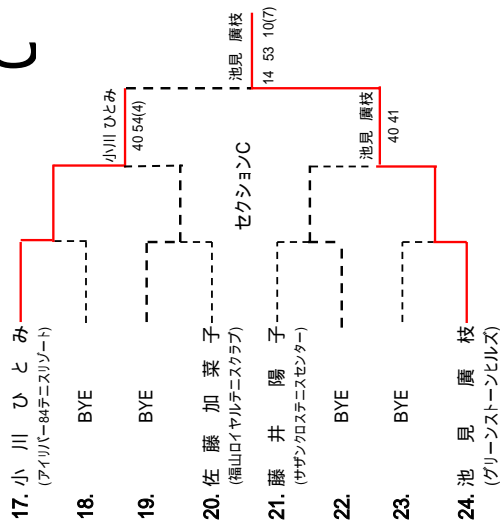 C
17. 小 川 ひ と み
(アイリバー84テニスリゾート)
18. BYE
19. BYE
20. 佐 藤 加 菜 子
(福山ロイヤルテニスクラブ)
21. 藤 井 陽 子
(サザンクロステニスセンター)
22. BYE
23. BYE
24. 池 見 廣 枝
(グリーンストーンヒルズ)
小川 ひとみ
40 54(4)
池見 廣枝
40 41
セクションC
池見 廣枝
14 53 10(7)